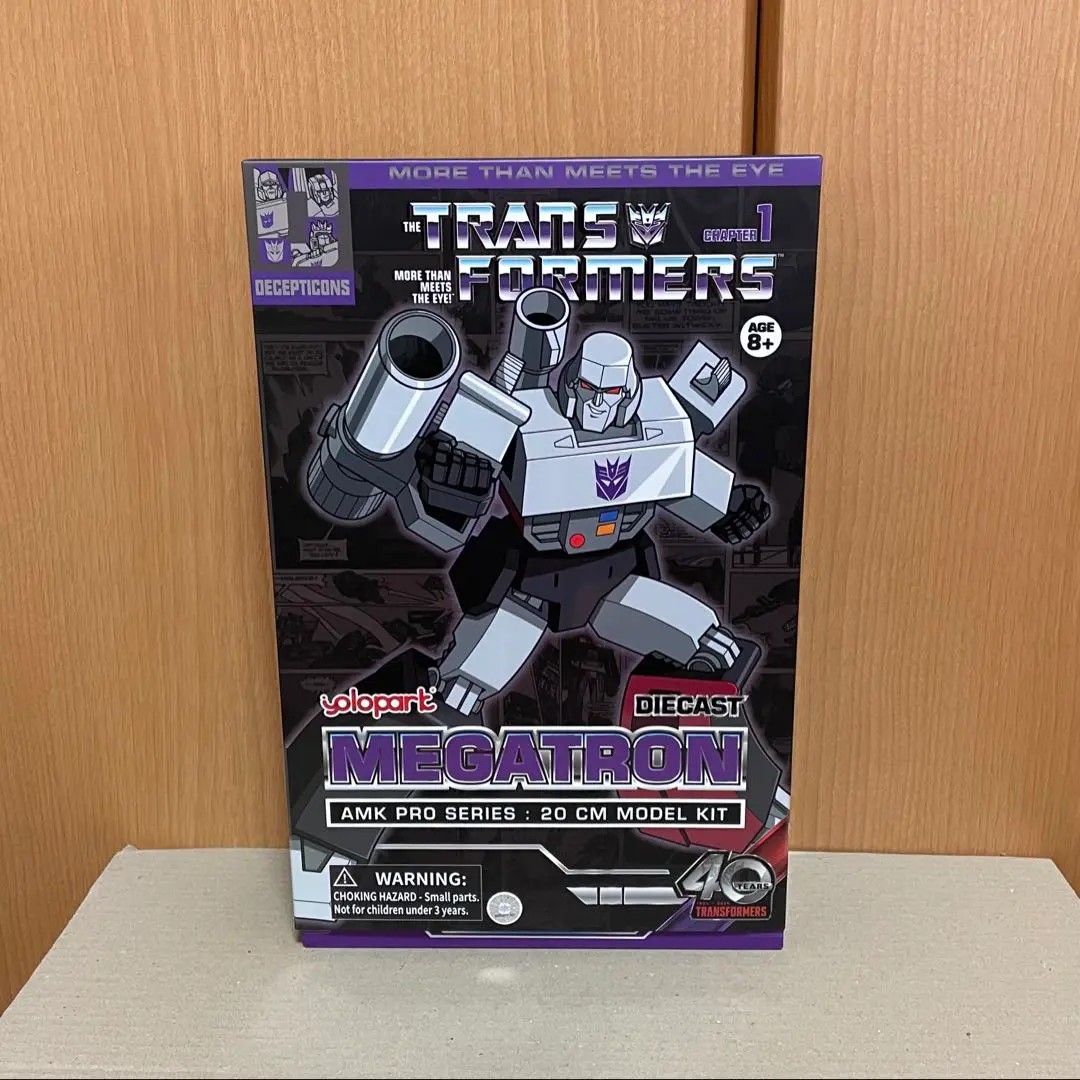 MORE THAN MEETS THE EYE
DECEPTICONS
THE TRANS
FORMERS™
CHAPTER 1
MORE THAN
MEETS
THE EYE!
AGE
8+
yolopark®
DIECAST
MEGATRON
AMK PRO SERIES : 20 CM MODEL KIT
WARNING:
CHOKING HAZARD - Small parts.
Not for children under 3 years.
40
YEARS
TRANSFORMERS